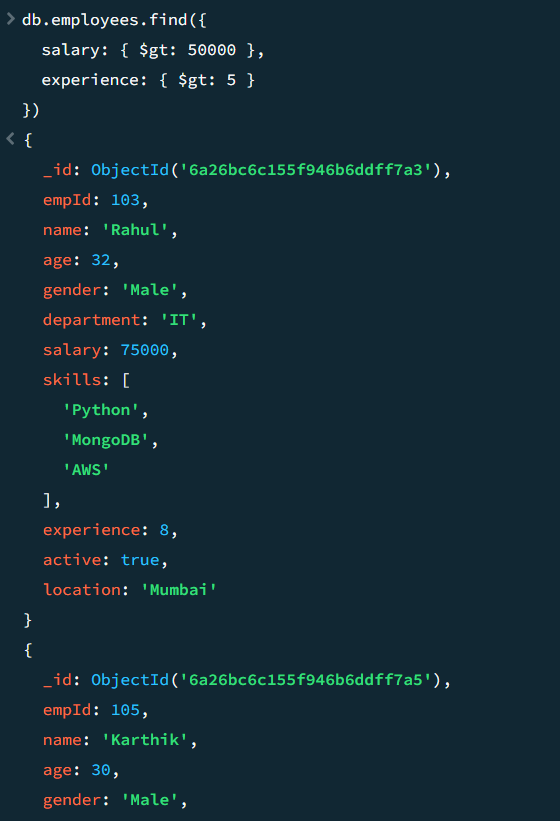 db.employees.find({
  salary: { $gt: 50000 },
  experience: { $gt: 5 }
})
{
  _id: ObjectId('6a26bc6c155f946b6ddff7a3'),
  empId: 103,
  name: 'Rahul',
  age: 32,
  gender: 'Male',
  department: 'IT',
  salary: 75000,
  skills: [
    'Python',
    'MongoDB',
    'AWS'
  ],
  experience: 8,
  active: true,
  location: 'Mumbai'
}
{
  _id: ObjectId('6a26bc6c155f946b6ddff7a5'),
  empId: 105,
  name: 'Karthik',
  age: 30,
  gender: 'Male',